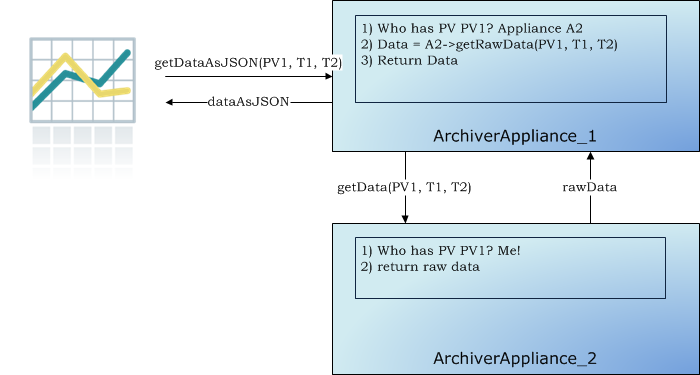 1) Who has PV PV1? Appliance A2
2) Data = A2->getRawData(PV1, T1, T2)
3) Return Data
getDataAsJSON(PV1, T1, T2)
dataAsJSON
ArchiverAppliance_1
getData(PV1, T1, T2)
rawData
1) Who has PV PV1? Me!
2) return raw data
ArchiverAppliance_2